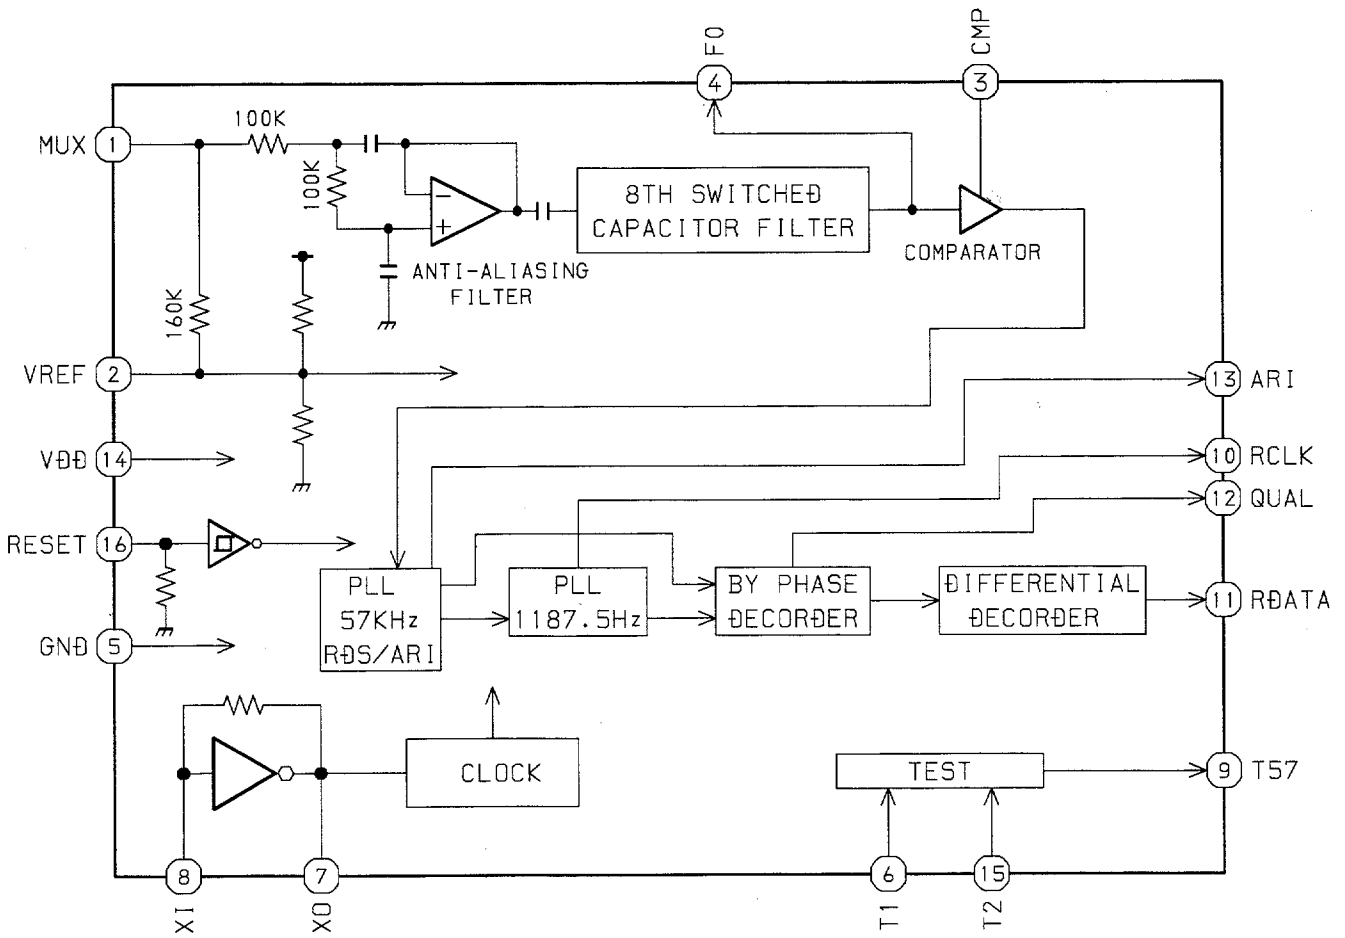 FO
CMP
4
3
MUX 1
100K
100K
8TH SWITCHED
CAPACITOR FILTER
COMPARATOR
ANTI-ALIASING
FILTER
160K
VREF 2
13 ARI
VDD 14
10 RCLK
12 QUAL
RESET 16
PLL
57KHz
RDS/ARI
PLL
1187.5Hz
BY PHASE
DECORDER
DIFFERENTIAL
DECORDER
11 RDATA
GND 5
CLOCK
TEST
9 T57
8
7
6
15
XI
XO
T1
T2